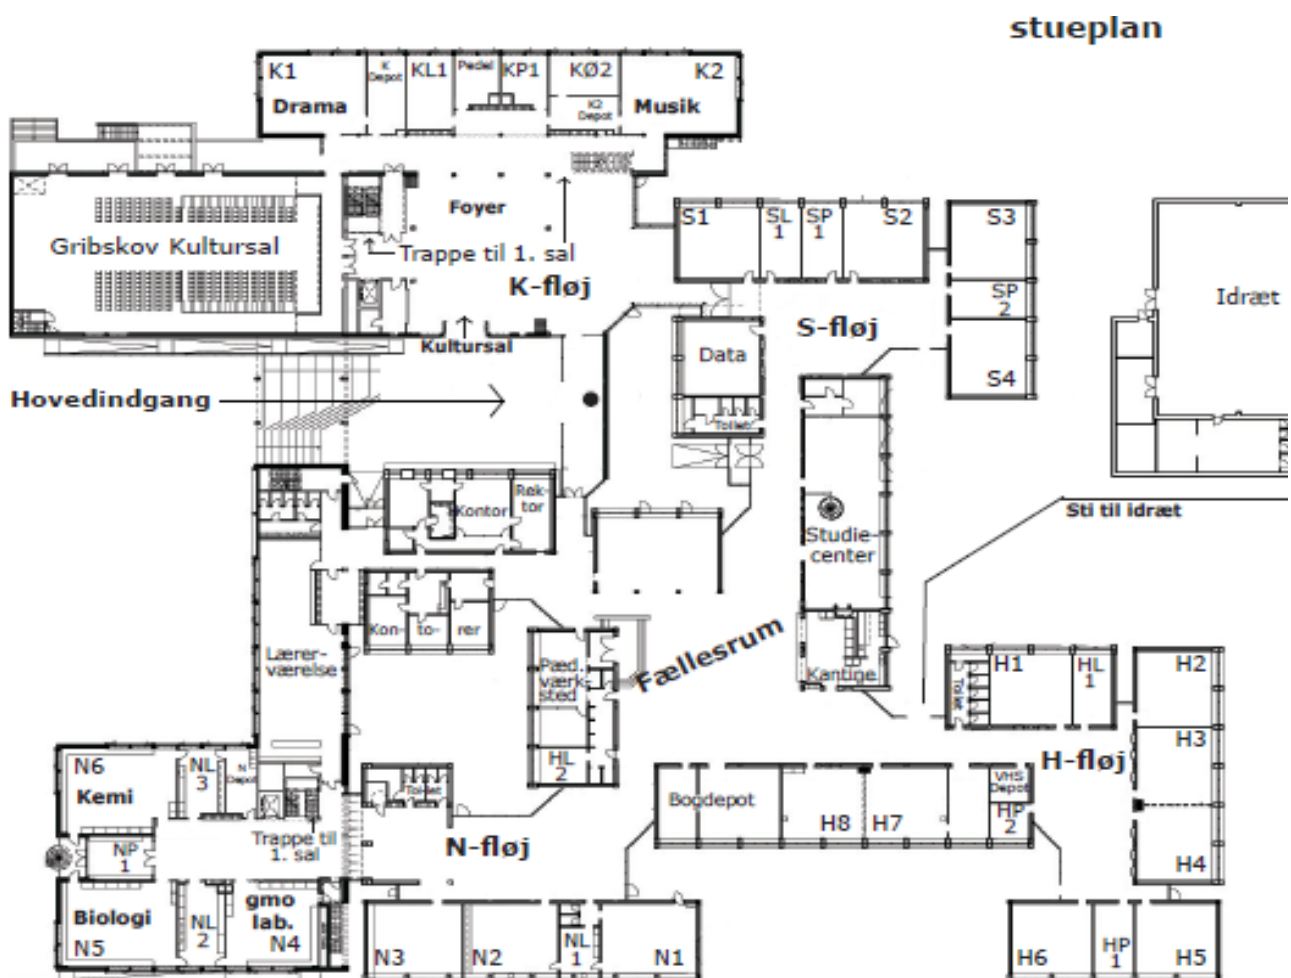 stueplan
K1
Drama
K
Depot
KL1
Pedel
KP1
KØ2
K2
Depot
K2
Musik
Gribskov Kultursal
Foyer
Trappe til 1. sal
K-fløj
Kultursal
Hovedindgang
S1
SL
1
SP
1
S2
S3
SP
2
S4
S-fløj
Data
Toilet
Idræt
Sti til idræt
Studie-
center
Kantine
Kontor
Rek-
tor
Kon-
to-
rer
Lærer-
værelse
Pæd.
værk-
sted
HL
2
Fællesrum
Toilet
H1
HL
1
H2
H3
H4
H-fløj
Bogdepot
H8
H7
VHS
Depot
HP
2
H6
HP
1
H5
N6
Kemi
NL
3
N
Depot
Trappe til
1. sal
NP
1
Toilet
N-fløj
Biologi
N5
NL
2
gmo
lab.
N4
N3
N2
NL
1
N1